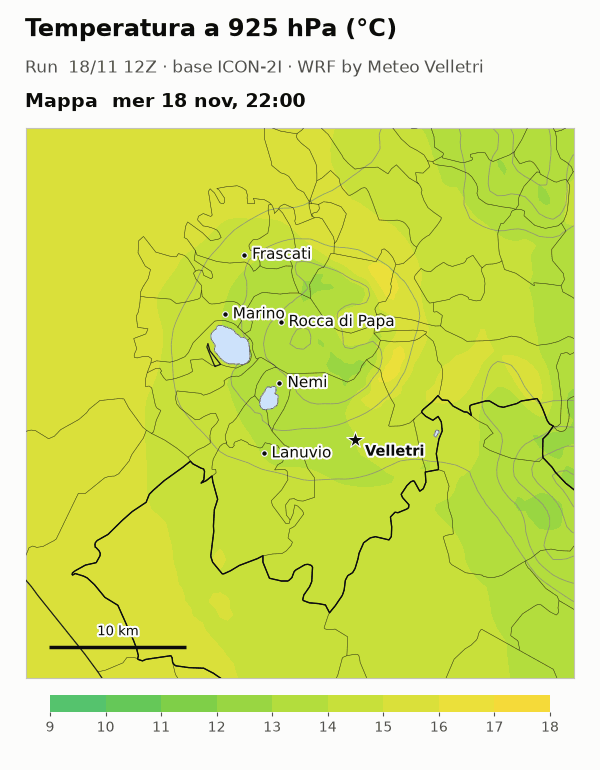 Temperatura a 925 hPa (°C)
Run  18/11 12Z · base ICON-2I · WRF by Meteo Velletri
Mappa  mer 18 nov, 22:00
Frascati
Marino
Rocca di Papa
Nemi
Velletri
Lanuvio
10 km
9 10 11 12 13 14 15 16 17 18